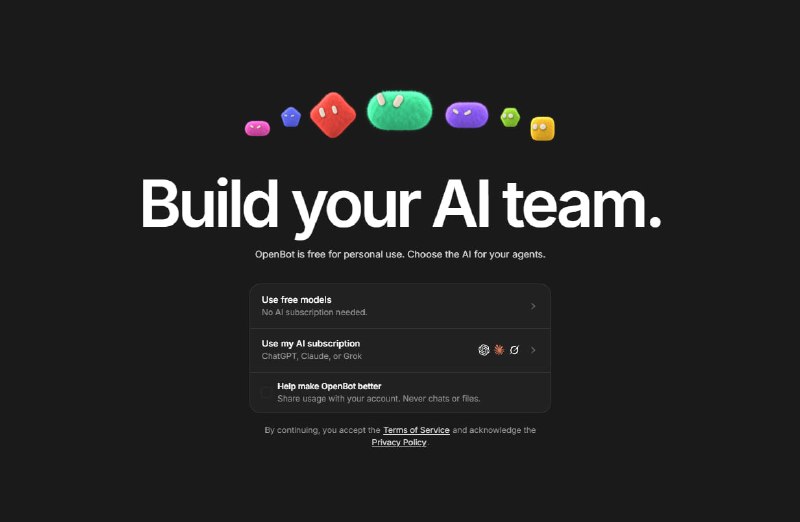 Build your AI team.
OpenBot is free for personal use. Choose the AI for your agents.
Use free models
No AI subscription needed.
Use my AI subscription
ChatGPT, Claude, or Grok
Help make OpenBot better
Share usage with your account. Never chats or files.
By continuing, you accept the Terms of Service and acknowledge the
Privacy Policy